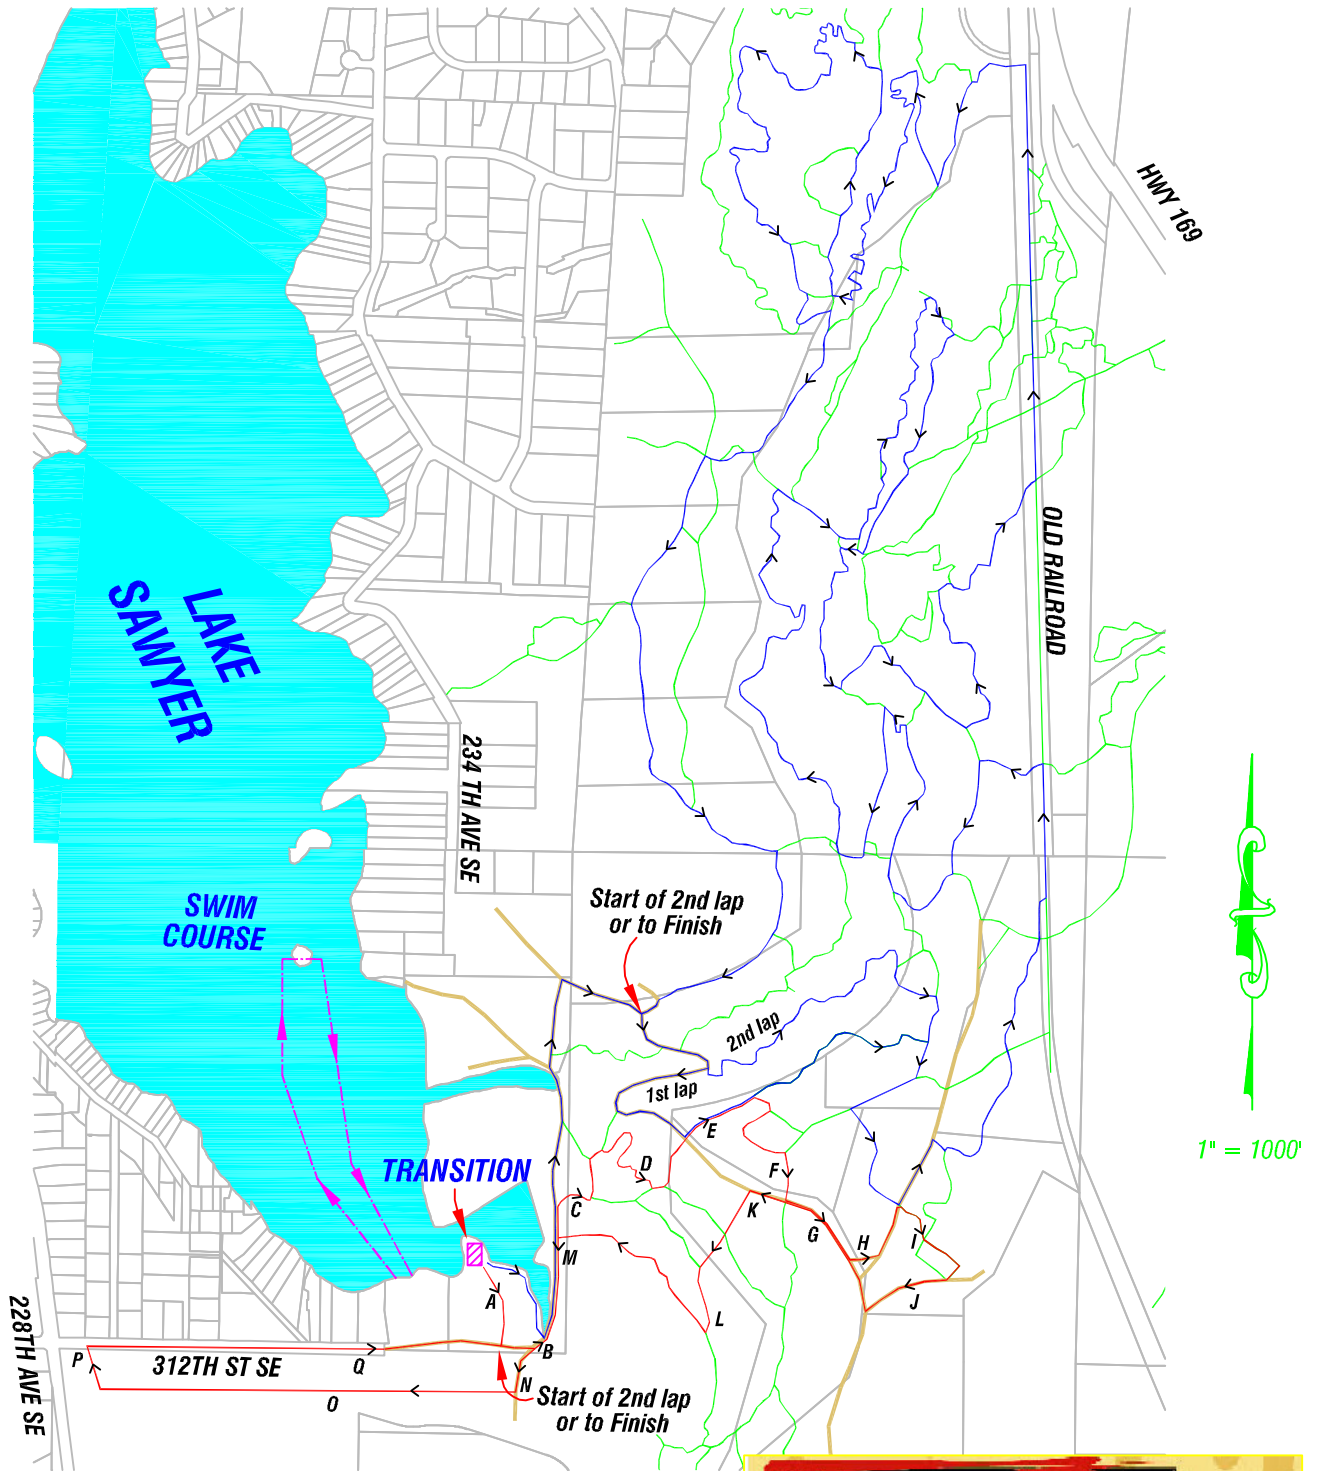 HWY 169
OLD RAILROAD
LAKE
SAWYER
234 TH AVE SE
SWIM
COURSE
Start of 2nd lap
or to Finish
2nd lap
1st lap
E
1" = 1000'
TRANSITION
D
F
C
K
G
H
I
M
A
J
L
228TH AVE SE
B
P
312TH ST SE
Q
N
O
Start of 2nd lap
or to Finish